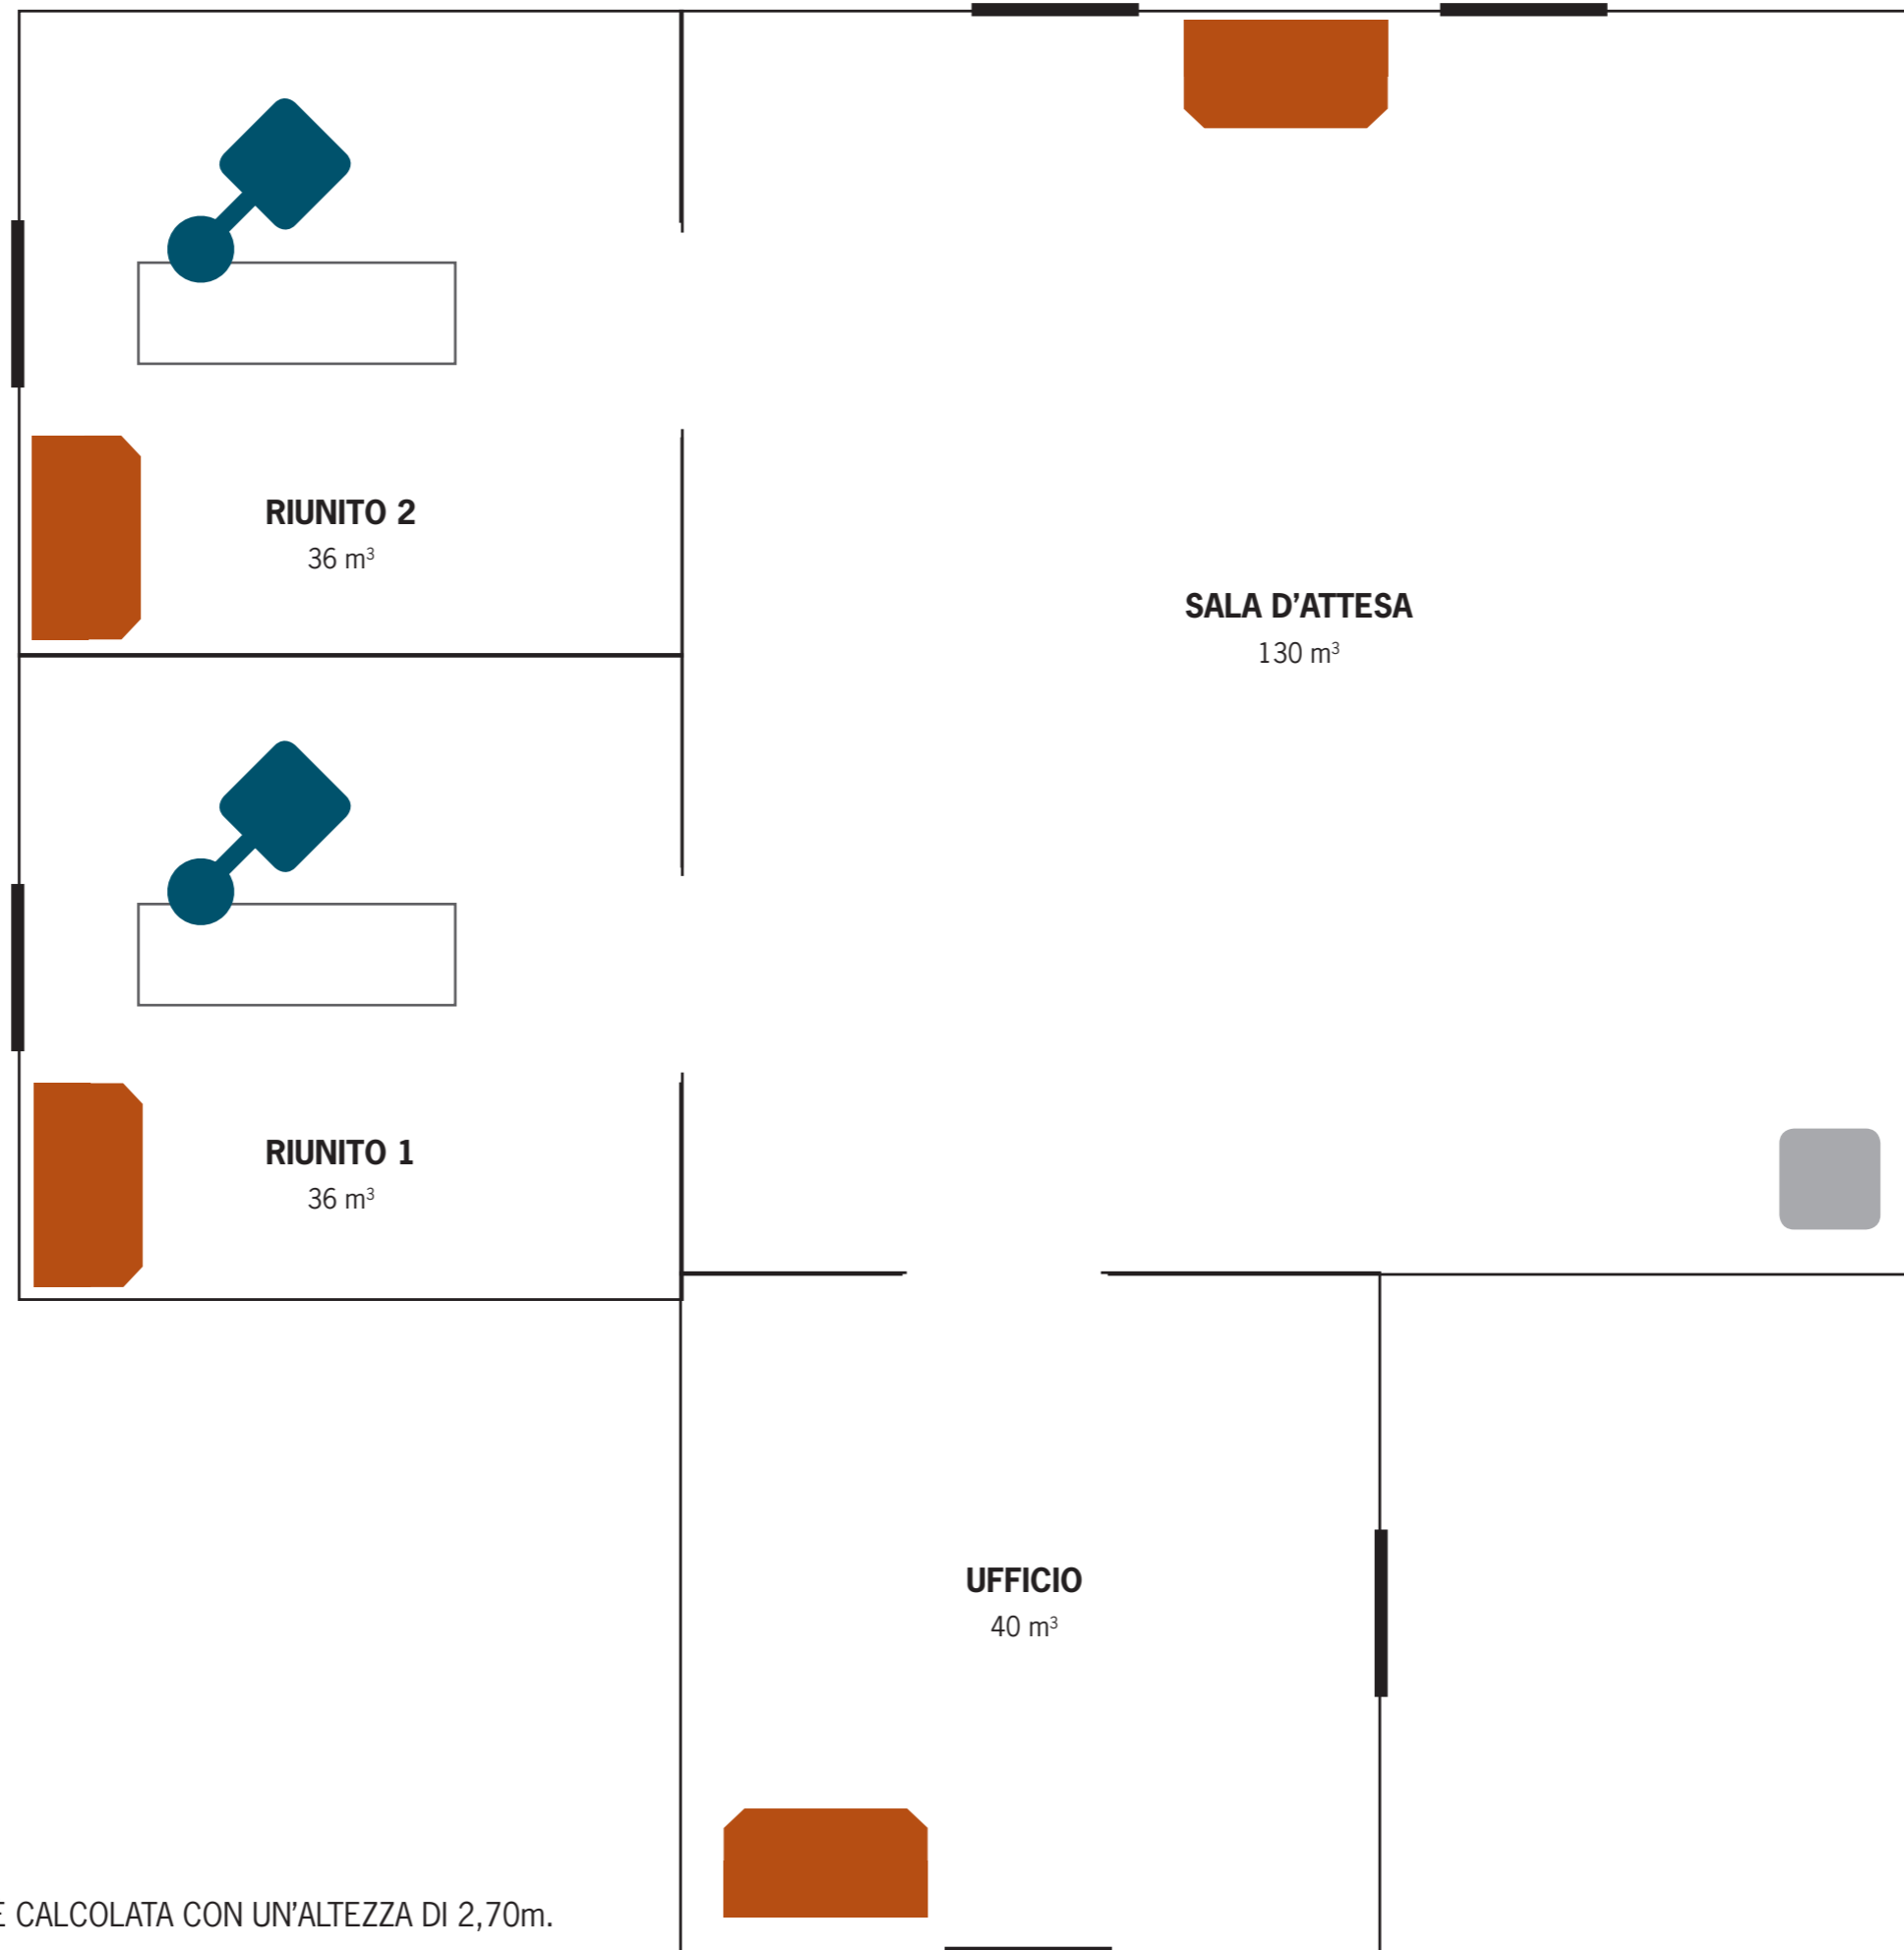 RIUNITO 2
36 m³
SALA D’ATTESA
130 m³
RIUNITO 1
36 m³
UFFICIO
40 m³
CALCOLATA CON UN’ALTEZZA DI 2,70m.